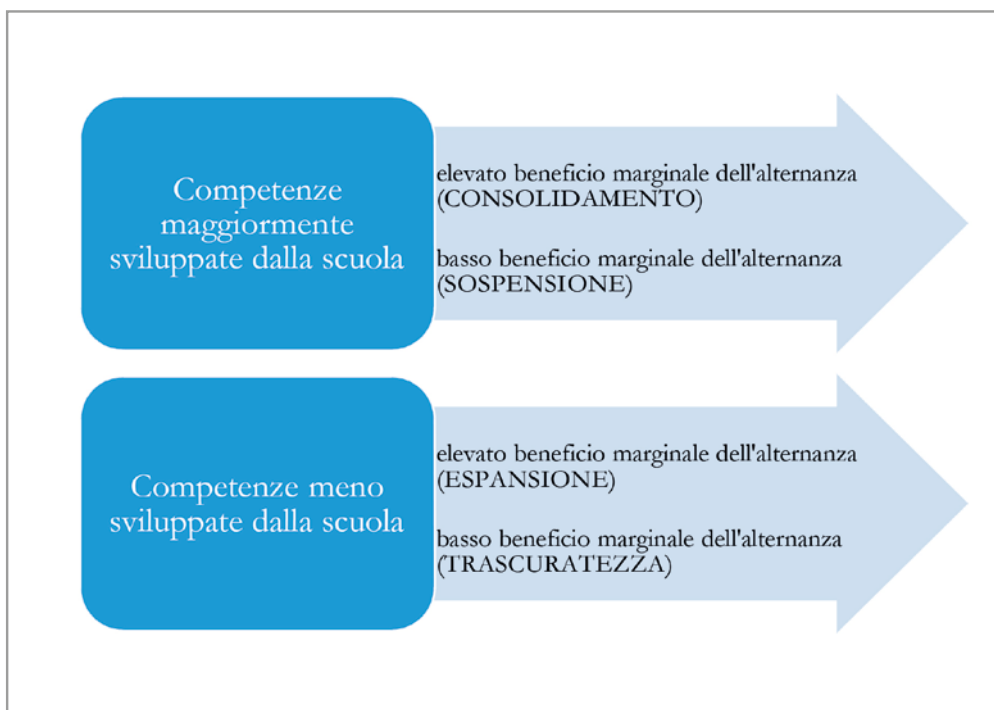 Competenze
maggiormente
sviluppate dalla scuola
elevato beneficio marginale dell'alternanza
(CONSOLIDAMENTO)
basso beneficio marginale dell'alternanza
(SOSPENSIONE)
Competenze meno
sviluppate dalla scuola
elevato beneficio marginale dell'alternanza
(ESPANSIONE)
basso beneficio marginale dell'alternanza
(TRASCURATEZZA)